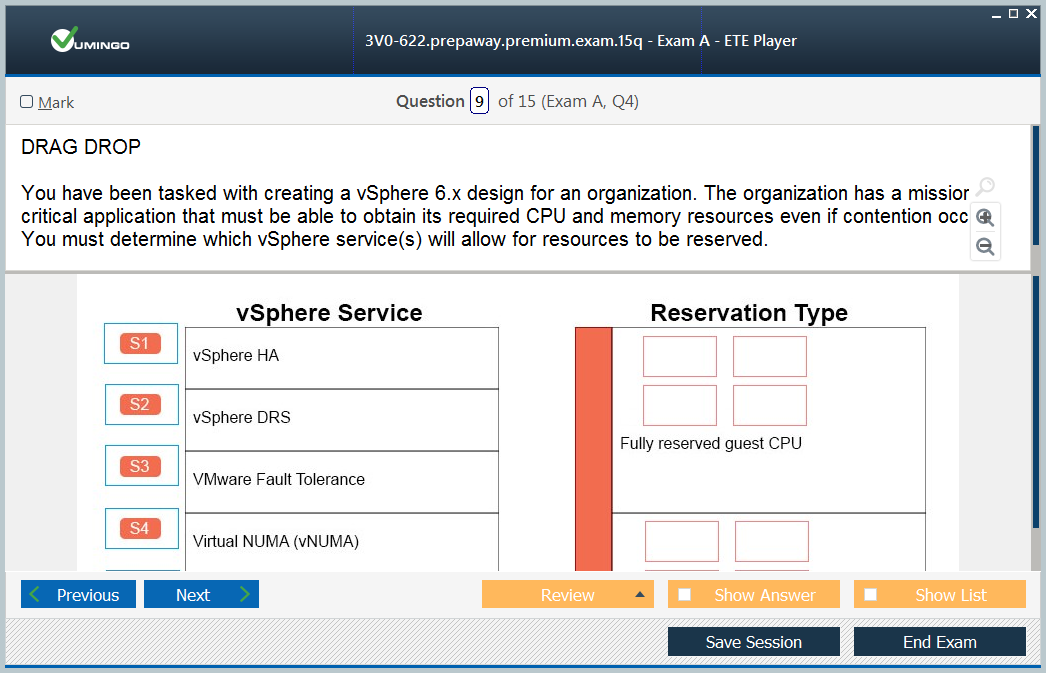 VUMINGO
3V0-622.prepaway.premium.exam.15q - Exam A - ETE Player
Mark
Question 9 of 15 (Exam A, Q4)
DRAG DROP
You have been tasked with creating a vSphere 6.x design for an organization. The organization has a mission
critical application that must be able to obtain its required CPU and memory resources even if contention occ
You must determine which vSphere service(s) will allow for resources to be reserved.
vSphere Service
Reservation Type
S1
vSphere HA
S2
vSphere DRS
Fully reserved guest CPU
S3
VMware Fault Tolerance
S4
Virtual NUMA (vNUMA)
Previous
Next
Review
Show Answer
Show List
Save Session
End Exam